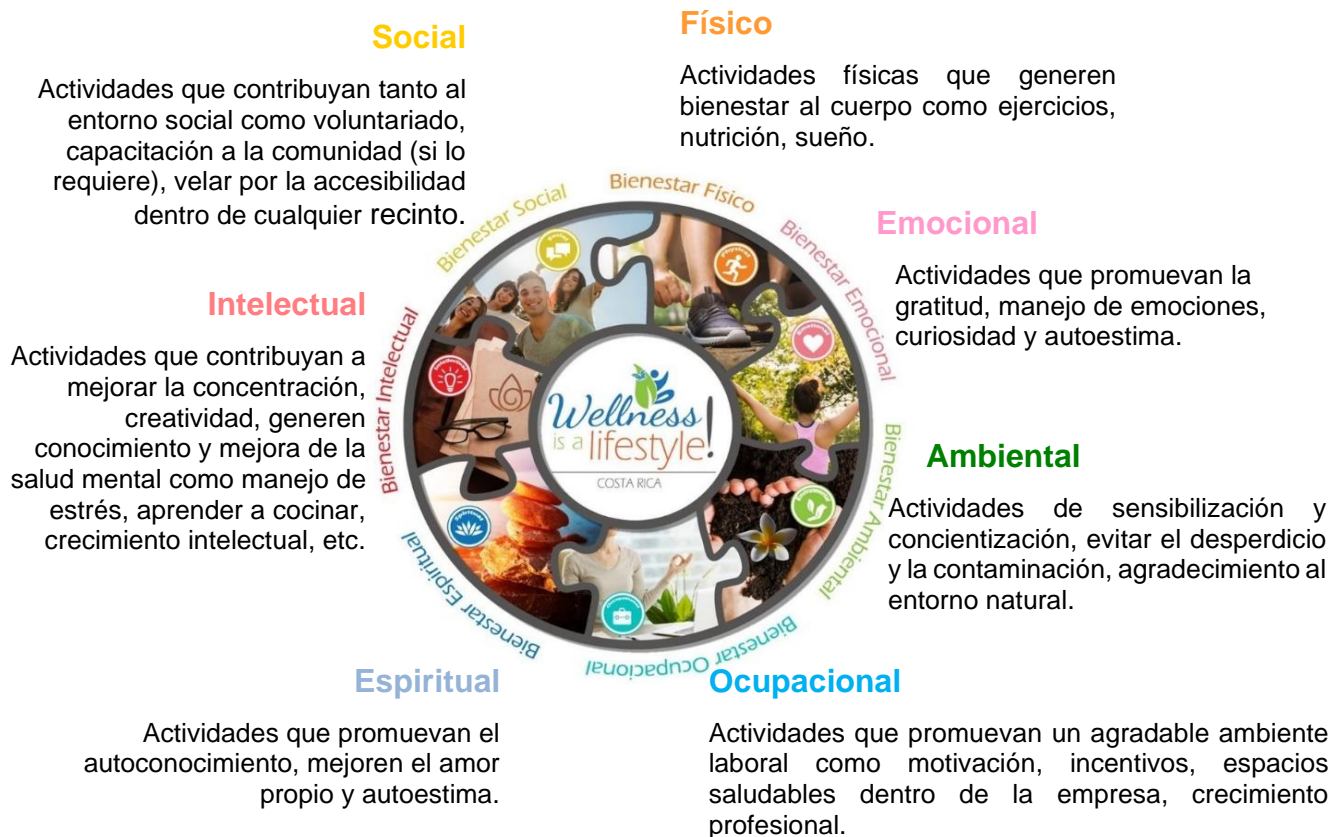 Social
Actividades que contribuyan tanto al
entorno social como voluntariado,
capacitación a la comunidad (si lo
requiere), velar por la accesibilidad
dentro de cualquier recinto.
Físico
Actividades físicas que generen
bienestar al cuerpo como ejercicios,
nutrición, sueño.
Emocional
Actividades que promuevan la
gratitud, manejo de emociones,
curiosidad y autoestima.
Intelectual
Actividades que contribuyan a
mejorar la concentración,
creatividad, generen
conocimiento y mejora de la
salud mental como manejo de
estrés, aprender a cocinar,
crecimiento intelectual, etc.
Ambiental
Actividades de sensibilización y
concientización, evitar el desperdicio
y la contaminación, agradecimiento al
entorno natural.
Espiritual
Actividades que promuevan el
autoconocimiento, mejoren el amor
propio y autoestima.
Ocupacional
Actividades que promuevan un agradable ambiente
laboral como motivación, incentivos, espacios
saludables dentro de la empresa, crecimiento
profesional.
Bienestar Social
Bienestar Físico
Bienestar Emocional
Bienestar Ambiental
Bienestar Ocupacional
Bienestar Espiritual
Bienestar Intelectual
Wellness
is a lifestyle!
COSTA RICA